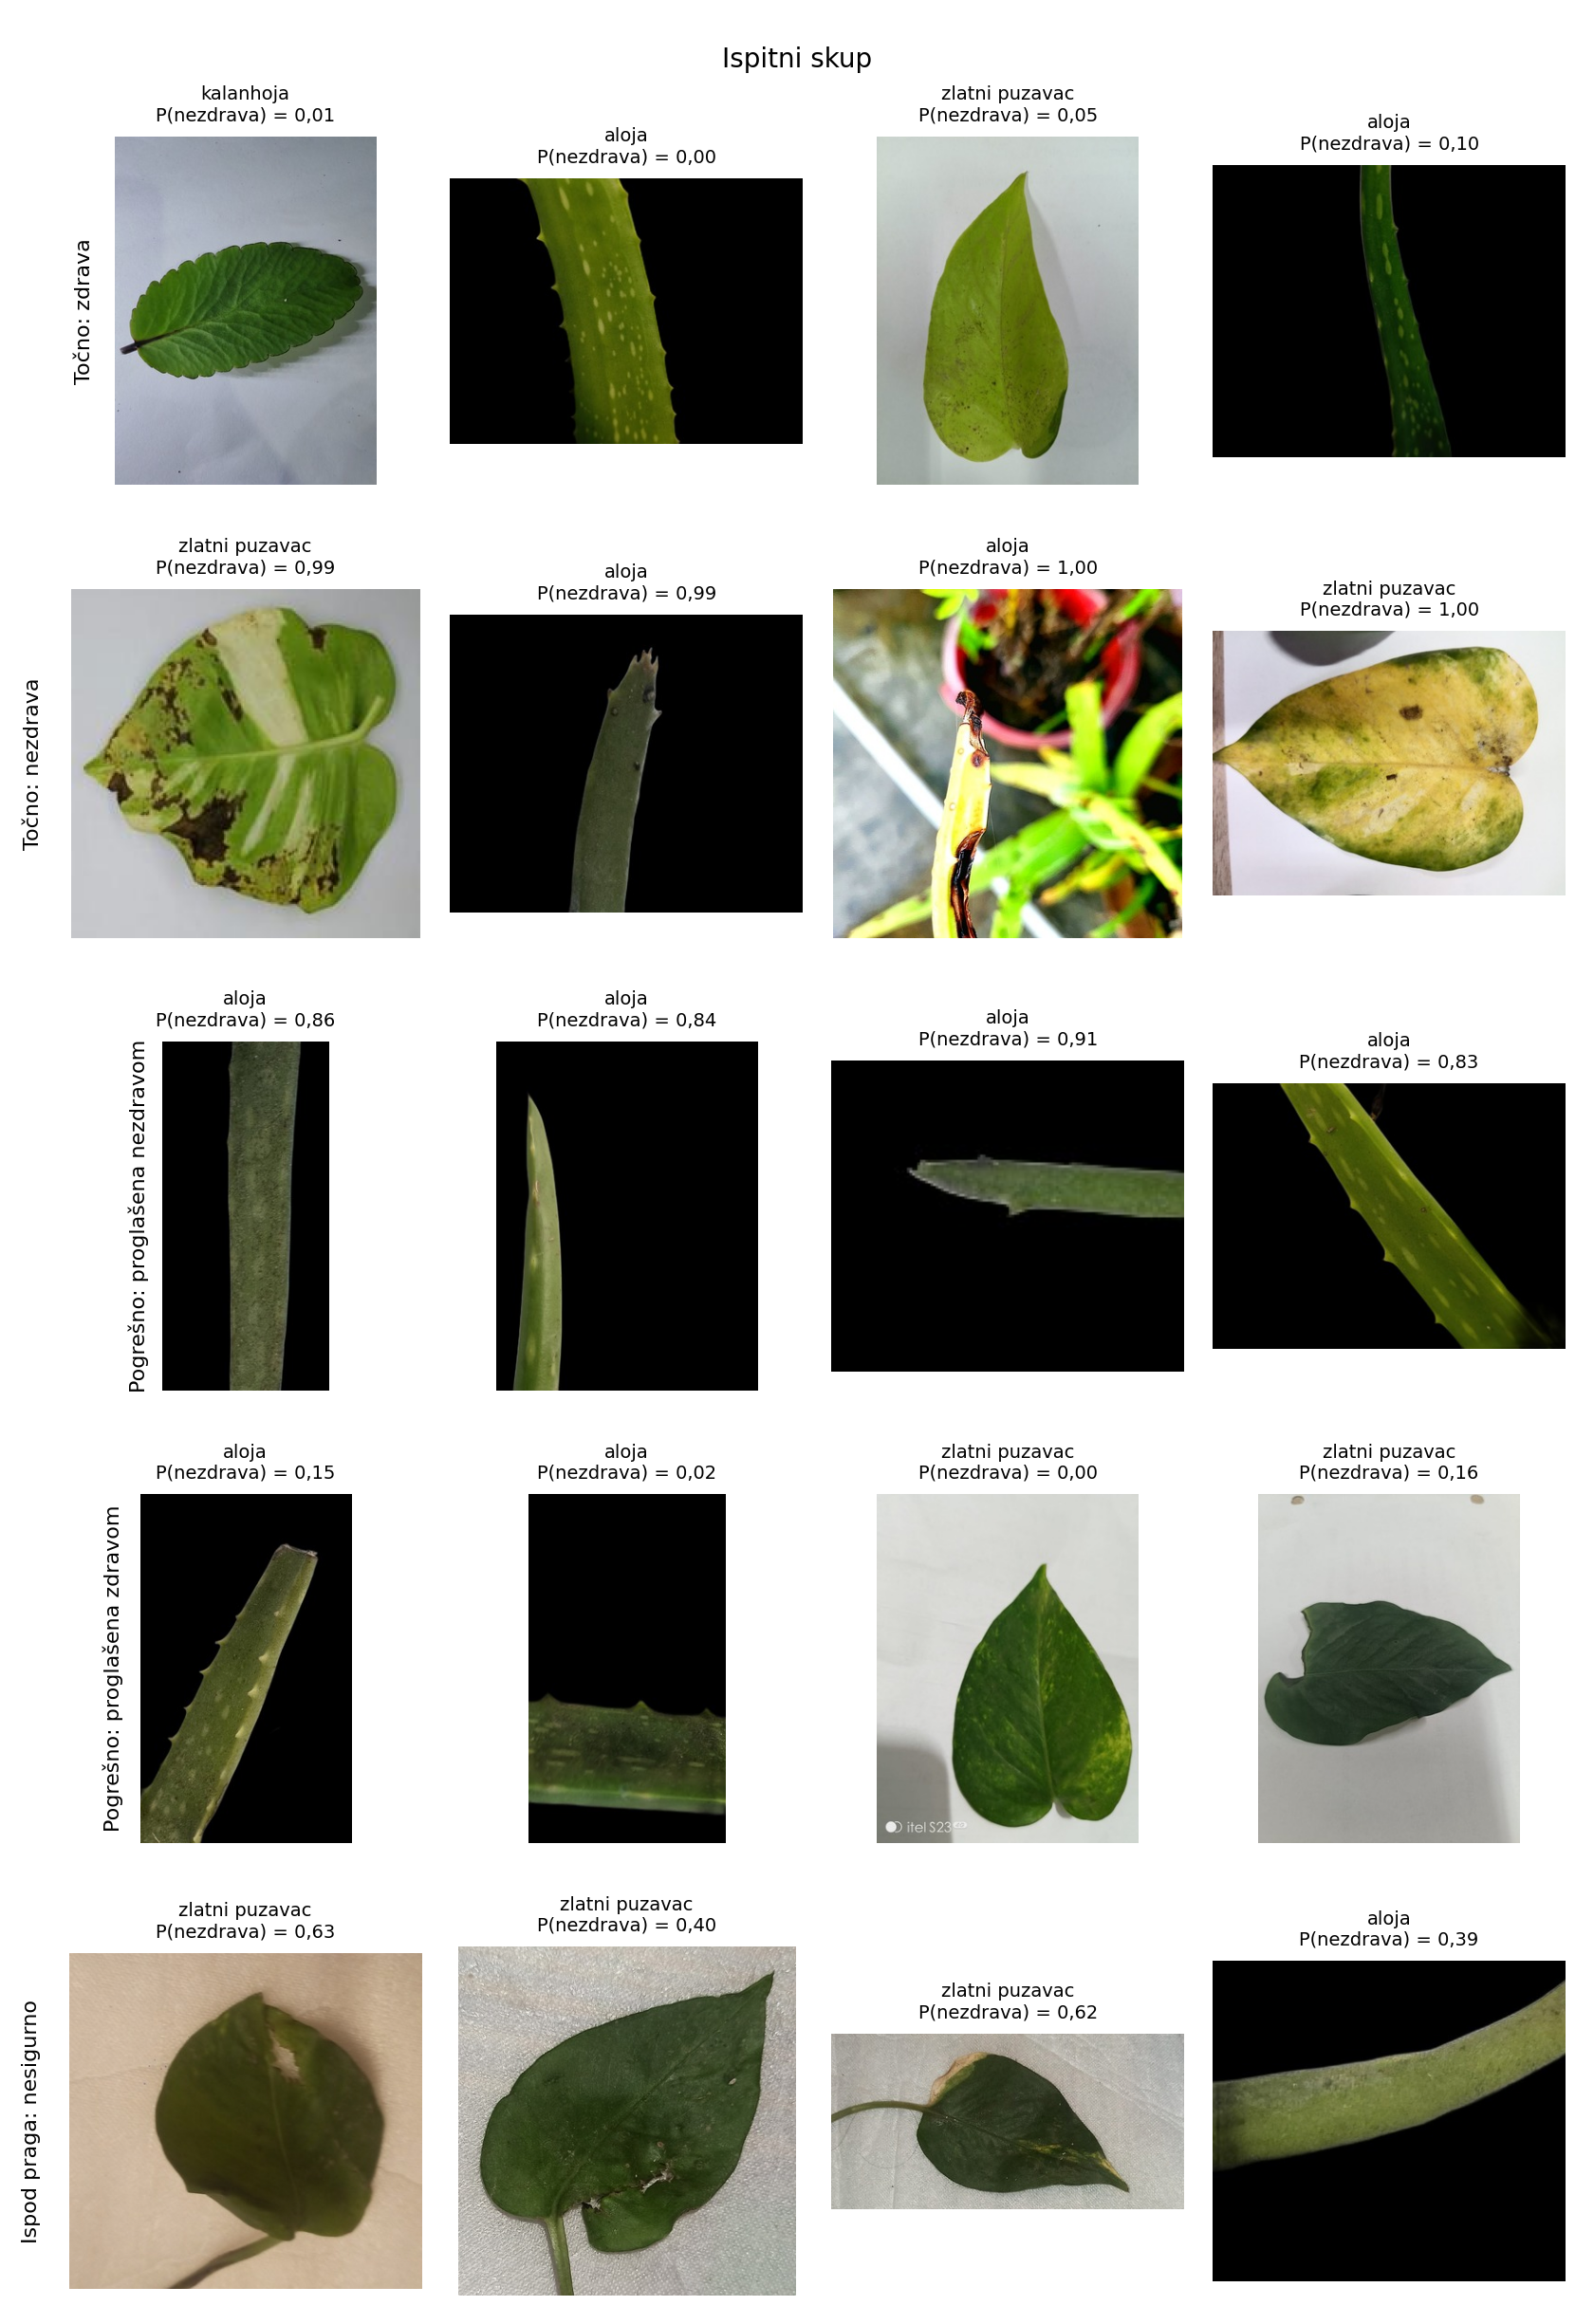 Ispitni skup
kalanhoja
P(nezdrava) = 0,01
aloja
P(nezdrava) = 0,00
zlatni puzavac
P(nezdrava) = 0,05
aloja
P(nezdrava) = 0,10
Točno: zdrava
zlatni puzavac
P(nezdrava) = 0,99
aloja
P(nezdrava) = 0,99
aloja
P(nezdrava) = 1,00
zlatni puzavac
P(nezdrava) = 1,00
Točno: nezdrava
aloja
P(nezdrava) = 0,86
aloja
P(nezdrava) = 0,84
aloja
P(nezdrava) = 0,91
aloja
P(nezdrava) = 0,83
Pogrešno: proglašena nezdravom
aloja
P(nezdrava) = 0,15
aloja
P(nezdrava) = 0,02
zlatni puzavac
P(nezdrava) = 0,00
zlatni puzavac
P(nezdrava) = 0,16
Pogrešno: proglašena zdravom
itel S23
zlatni puzavac
P(nezdrava) = 0,63
zlatni puzavac
P(nezdrava) = 0,40
zlatni puzavac
P(nezdrava) = 0,62
aloja
P(nezdrava) = 0,39
Ispod praga: nesigurno